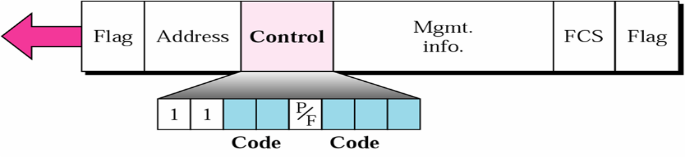 Flag Address Control Mgmt. info. FCS Flag
1 1 P/F
Code Code